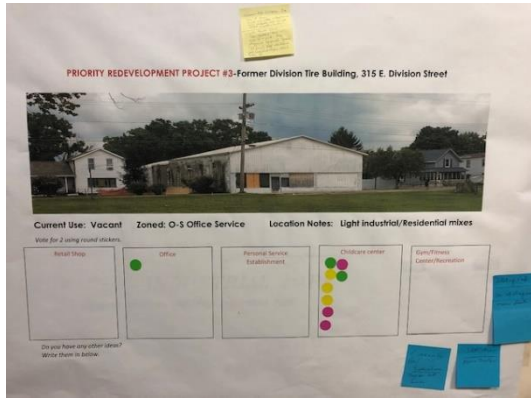 PRIORITY REDEVELOPMENT PROJECT #3-Former Division Tire Building, 315 E. Division Street
Current Use: Vacant Zoned: O-S Office Service Location Notes: Light industrial/Residential mixes
Vote for 2 using round stickers.
Retail Shop
Office
Personal Service
Establishment
Childcare center
Gym/Fitness
Center/Recreation
Do you have any other ideas?
Write them in below.